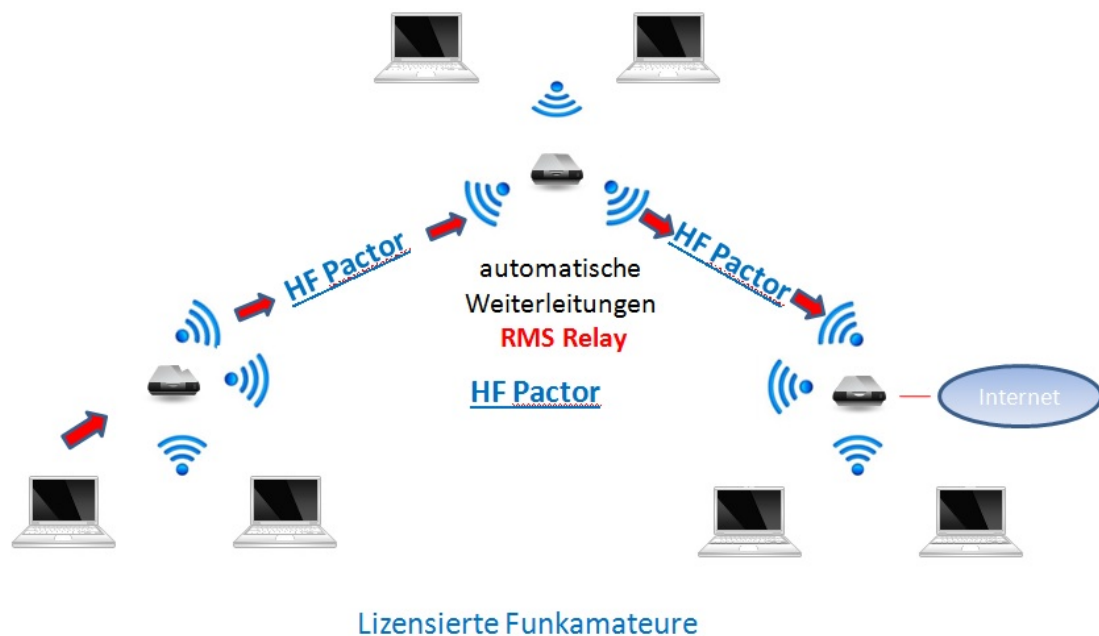 HF Pactor
HF Pactor
automatische
Weiterleitungen
RMS Relay
HF Pactor
Internet
Lizensierte Funkamateure